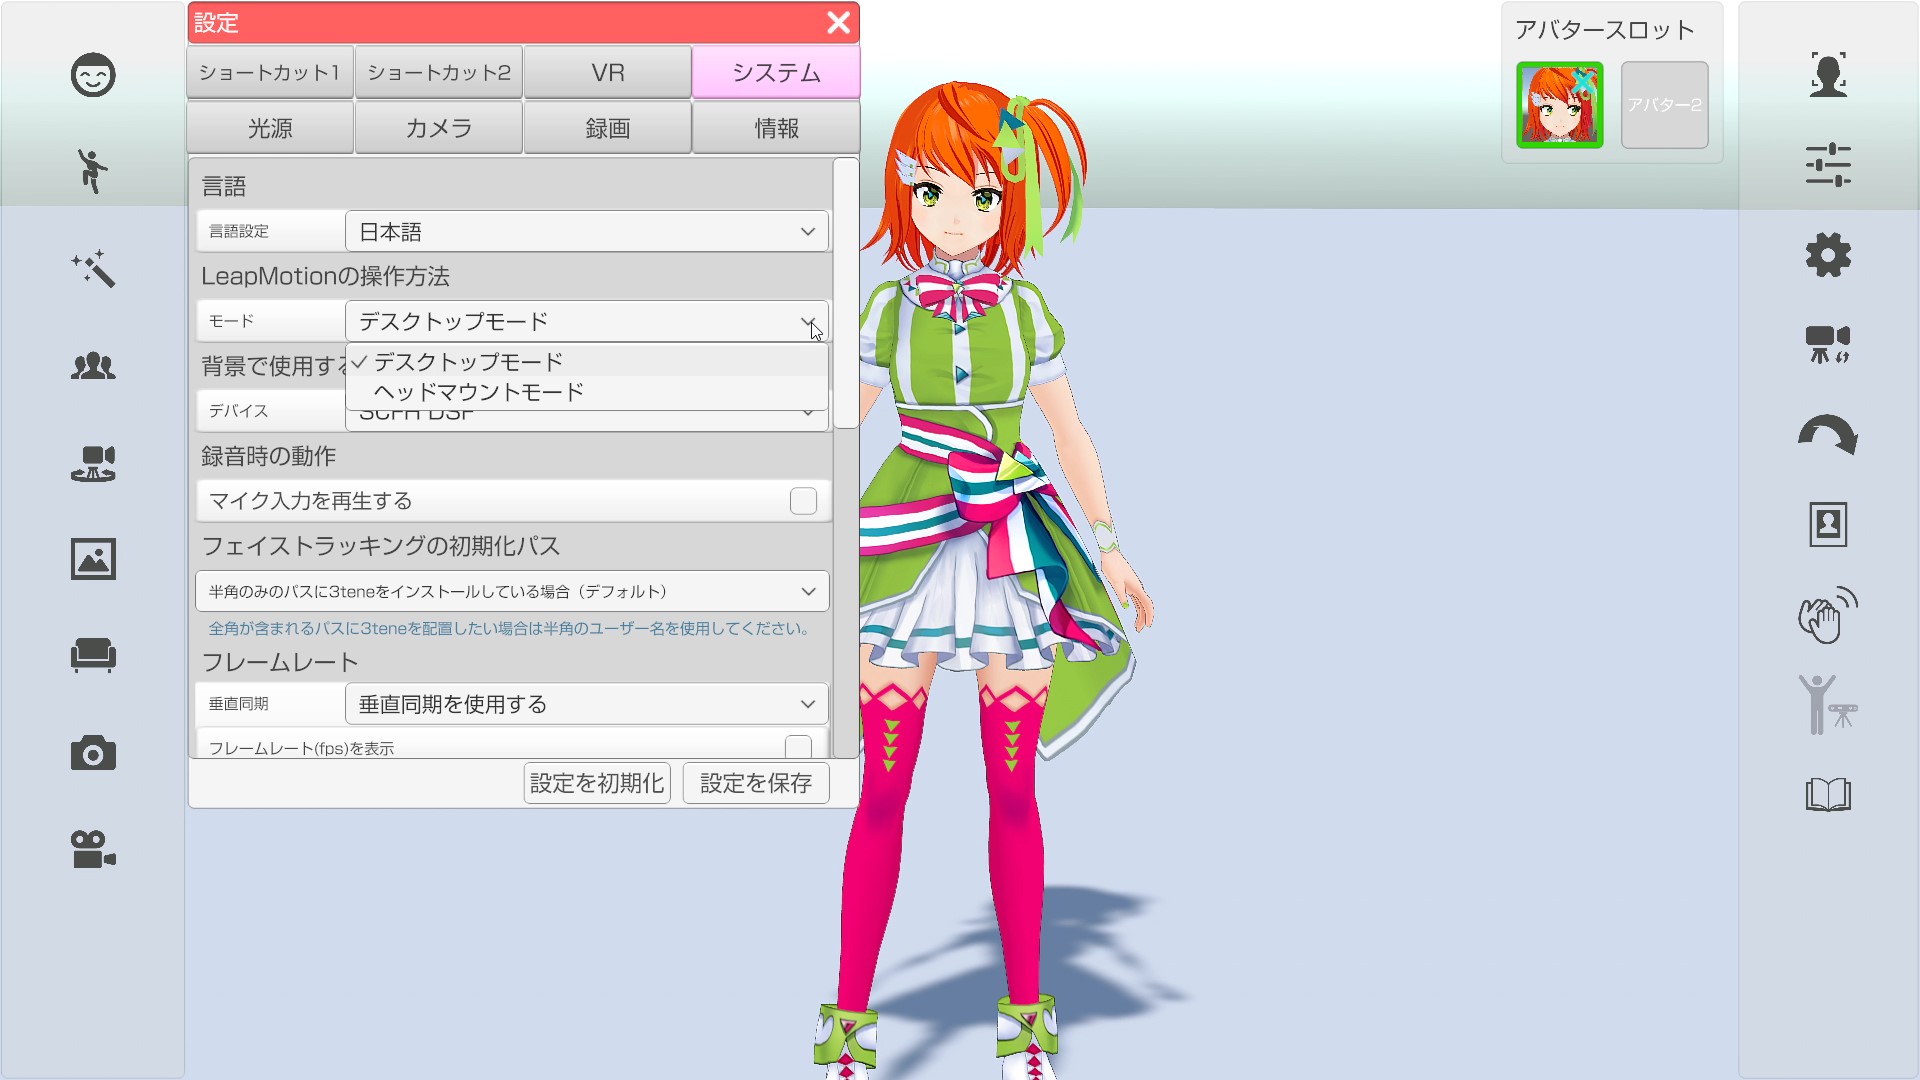 設定
ショートカット1
ショートカット2
VR
システム
光源
カメラ
録画
情報
言語
言語設定
日本語
LeapMotionの操作方法
モード
デスクトップモード
背景で使用する
デスクトップモード
ヘッドマウントモード
デバイス
録音時の動作
マイク入力を再生する
フェイストラッキングの初期化パス
半角のみのパスに3teneをインストールしている場合（デフォルト）
全角が含まれるパスに3teneを配置したい場合は半角のユーザー名を使用してください。
フレームレート
垂直同期
垂直同期を使用する
フレームレート(fps)を表示
設定を初期化
設定を保存
アバタースロット
アバター2